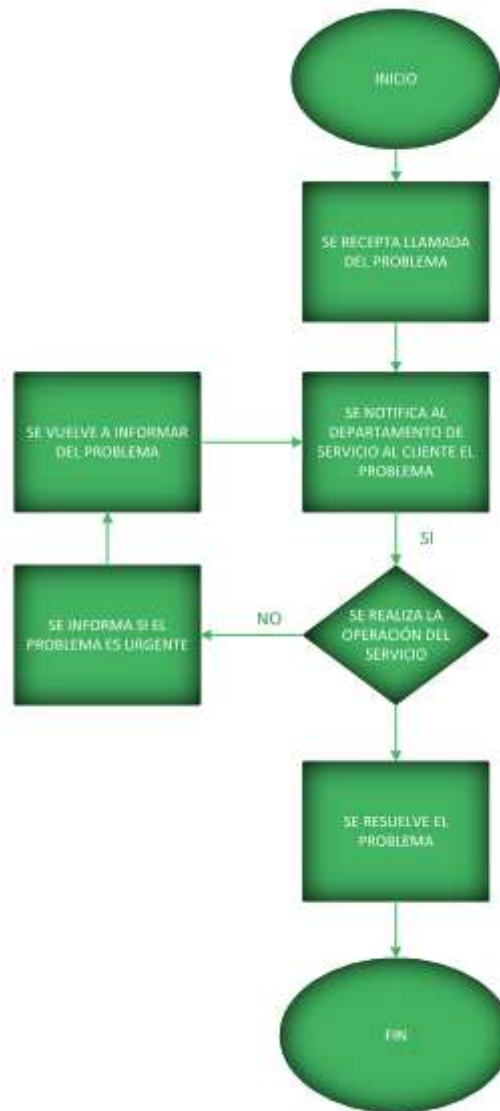 INICIO
SE RECEPTA LLAMADA
DEL PROBLEMA
SE VUELVE A INFORMAR
DEL PROBLEMA
SE NOTIFICA AL
DEPARTAMENTO DE
SERVICIO AL CLIENTE EL
PROBLEMA
SI
SE INFORMA SI EL
PROBLEMA ES URGENTE
NO
SE REALIZA LA
OPERACIÓN DEL
SERVICIO
SE RESUELVE EL
PROBLEMA
FIN